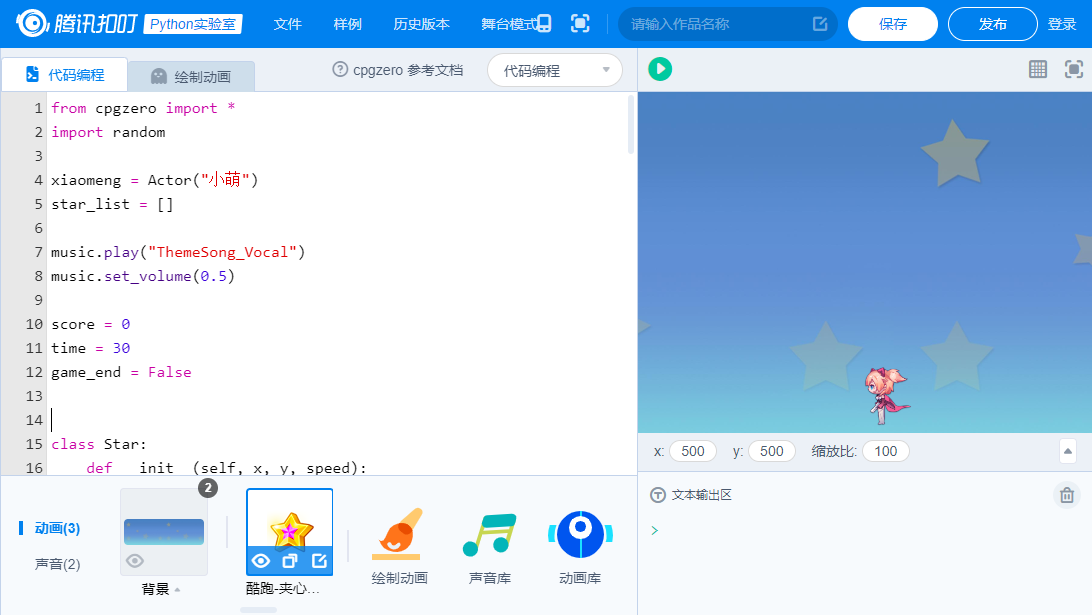 腾讯扣叮 Python实验室 文件 样例 历史版本 舞台模式 请输入作品名称 保存 发布 登录
代码编程 绘制动画 cpgzero 参考文档 代码编程
1 from cpgzero import *
2 import random
3
4 xiaomeng = Actor("小萌")
5 star_list = []
6
7 music.play("ThemeSong_Vocal")
8 music.set_volume(0.5)
9
10 score = 0
11 time = 30
12 game_end = False
13
14
15 class Star:
16 def __init__(self, x, y, speed):
x: 500 y: 500 缩放比: 100
文本输出区
>
动画(3)
声音(2)
2
背景
酷跑-夹心...
绘制动画
声音库
动画库